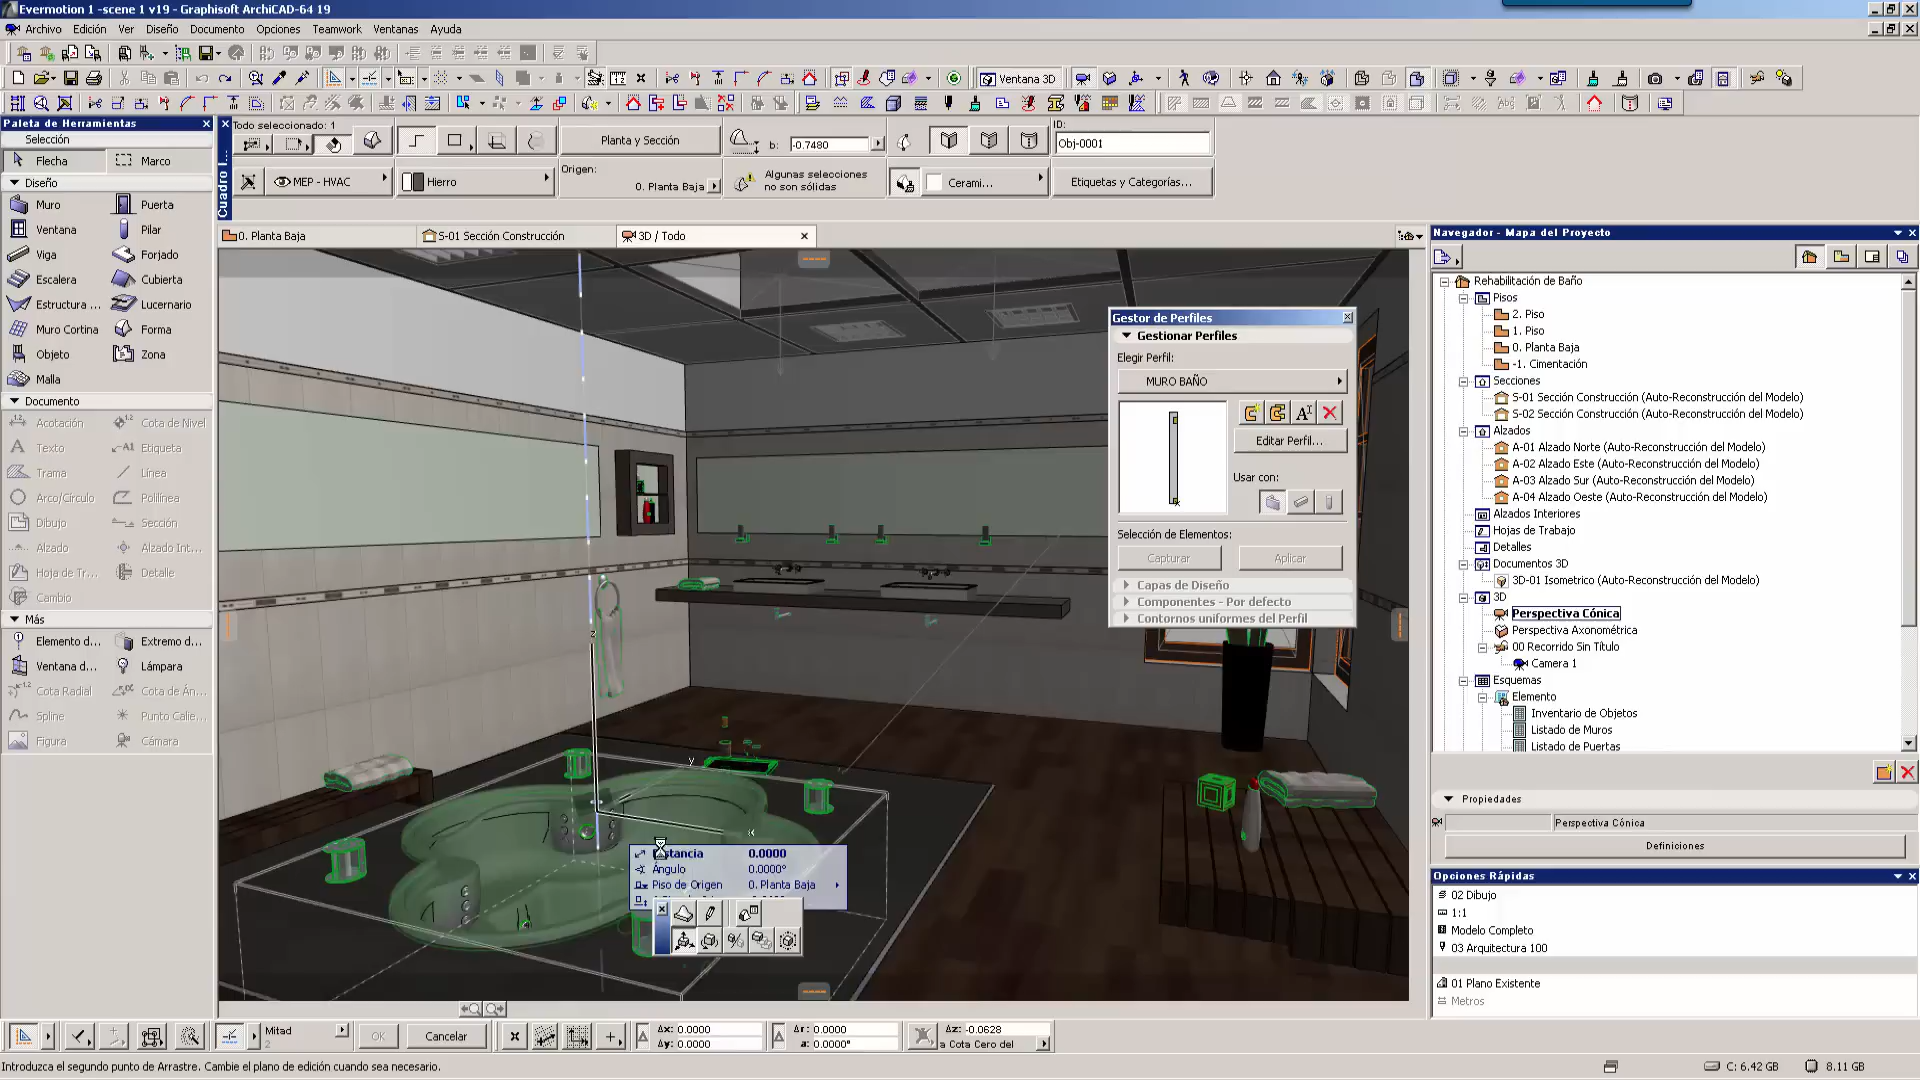 Evermotion 1 -scene 1 v19 - Graphisoft ArchiCAD-64 19
Archivo Edición Ver Diseño Documento Opciones Teamwork Ventanas Ayuda
Ventana 3D
Paleta de Herramientas
Selección
Flecha Marco
Diseño
Muro Puerta
Ventana Pilar
Viga Forjado
Escalera Cubierta
Estructura ... Lucernario
Muro Cortina Forma
Objeto Zona
Malla
Documento
Acotación Cota de Nivel
Texto Etiqueta
Trama Línea
Arco/Círculo Polilínea
Dibujo Sección
Alzado Alzado Int...
Hoja de Tr... Detalle
Cambio
Más
Elemento d... Extremo d...
Ventana d... Lámpara
Cota Radial Cota de Án...
Spline Punto Calie...
Figura Cámara
Cuadro I...
Todo seleccionado: 1
MEP - HVAC
Hierro
Planta y Sección
Origen:
0. Planta Baja
b: -0.7480
Algunas selecciones
no son sólidas
Cerami...
ID:
Obj-0001
Etiquetas y Categorías...
0. Planta Baja
S-01 Sección Construcción
3D / Todo
Gestor de Perfiles
Gestionar Perfiles
Elegir Perfil:
MURO BAÑO
Editar Perfil...
Usar con:
Selección de Elementos:
Capturar Aplicar
Capas de Diseño
Componentes - Por defecto
Contornos uniformes del Perfil
z
y
Distancia 0.0000
Ángulo 0.0000°
Piso de Origen 0. Planta Baja
Navegador - Mapa del Proyecto
Rehabilitación de Baño
Pisos
2. Piso
1. Piso
0. Planta Baja
-1. Cimentación
Secciones
S-01 Sección Construcción (Auto-Reconstrucción del Modelo)
S-02 Sección Construcción (Auto-Reconstrucción del Modelo)
Alzados
A-01 Alzado Norte (Auto-Reconstrucción del Modelo)
A-02 Alzado Este (Auto-Reconstrucción del Modelo)
A-03 Alzado Sur (Auto-Reconstrucción del Modelo)
A-04 Alzado Oeste (Auto-Reconstrucción del Modelo)
Alzados Interiores
Hojas de Trabajo
Detalles
Documentos 3D
3D-01 Isometrico (Auto-Reconstrucción del Modelo)
3D
Perspectiva Cónica
Perspectiva Axonométrica
00 Recorrido Sin Título
Camera 1
Esquemas
Elemento
Inventario de Objetos
Listado de Muros
Listado de Puertas
Propiedades
Perspectiva Cónica
Definiciones
Opciones Rápidas
02 Dibujo
1:1
Modelo Completo
03 Arquitectura 100
01 Plano Existente
Metros
Mitad
2
OK
Cancelar
Δx: 0.0000
Δy: 0.0000
Δr: 0.0000
a: 0.0000°
Δz: -0.0628
a Cota Cero del
Introduzca el segundo punto de Arrastre. Cambie el plano de edición cuando sea necesario.
C: 6.42 GB
8.11 GB